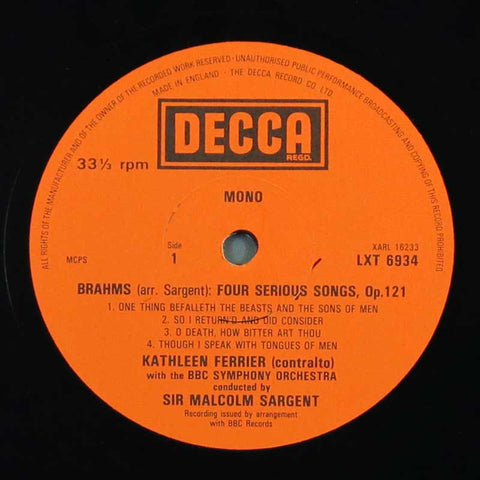 ALL RIGHTS OF THE MANUFACTURER AND OF THE OWNER OF THE RECORDED WORK RESERVED · UNAUTHORISED PUBLIC PERFORMANCE BROADCASTING AND COPYING OF THIS RECORD PROHIBITED
MADE IN ENGLAND · THE DECCA RECORD CO. LTD.
DECCA
REGD.
33⅓ rpm
MONO
MCPS
Side
1
XARL 16233
LXT 6934
BRAHMS (arr. Sargent): FOUR SERIOUS SONGS, Op.121
1. ONE THING BEFALLETH THE BEASTS AND THE SONS OF MEN
2. SO I RETURN'D AND DID CONSIDER
3. O DEATH, HOW BITTER ART THOU
4. THOUGH I SPEAK WITH TONGUES OF MEN
KATHLEEN FERRIER (contralto)
with the BBC SYMPHONY ORCHESTRA
conducted by
SIR MALCOLM SARGENT
Recording issued by arrangement
with BBC Records